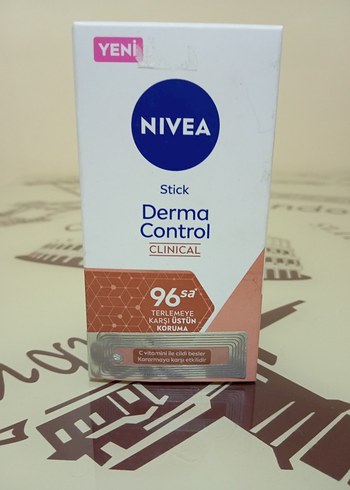 YENİ
NIVEA
Stick
Derma
Control
CLINICAL
96sa*
TERLEMEYE
KARŞI ÜSTÜN
KORUMA
C vitamini ile cildi besler
Kararmaya karşı etkilidir